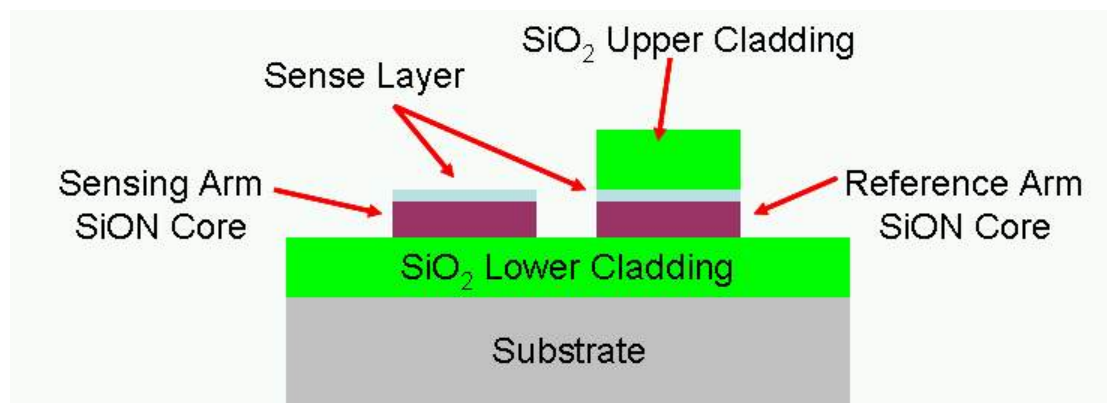 SiO₂ Upper Cladding
Sense Layer
Sensing Arm
SiON Core
Reference Arm
SiON Core
SiO₂ Lower Cladding
Substrate